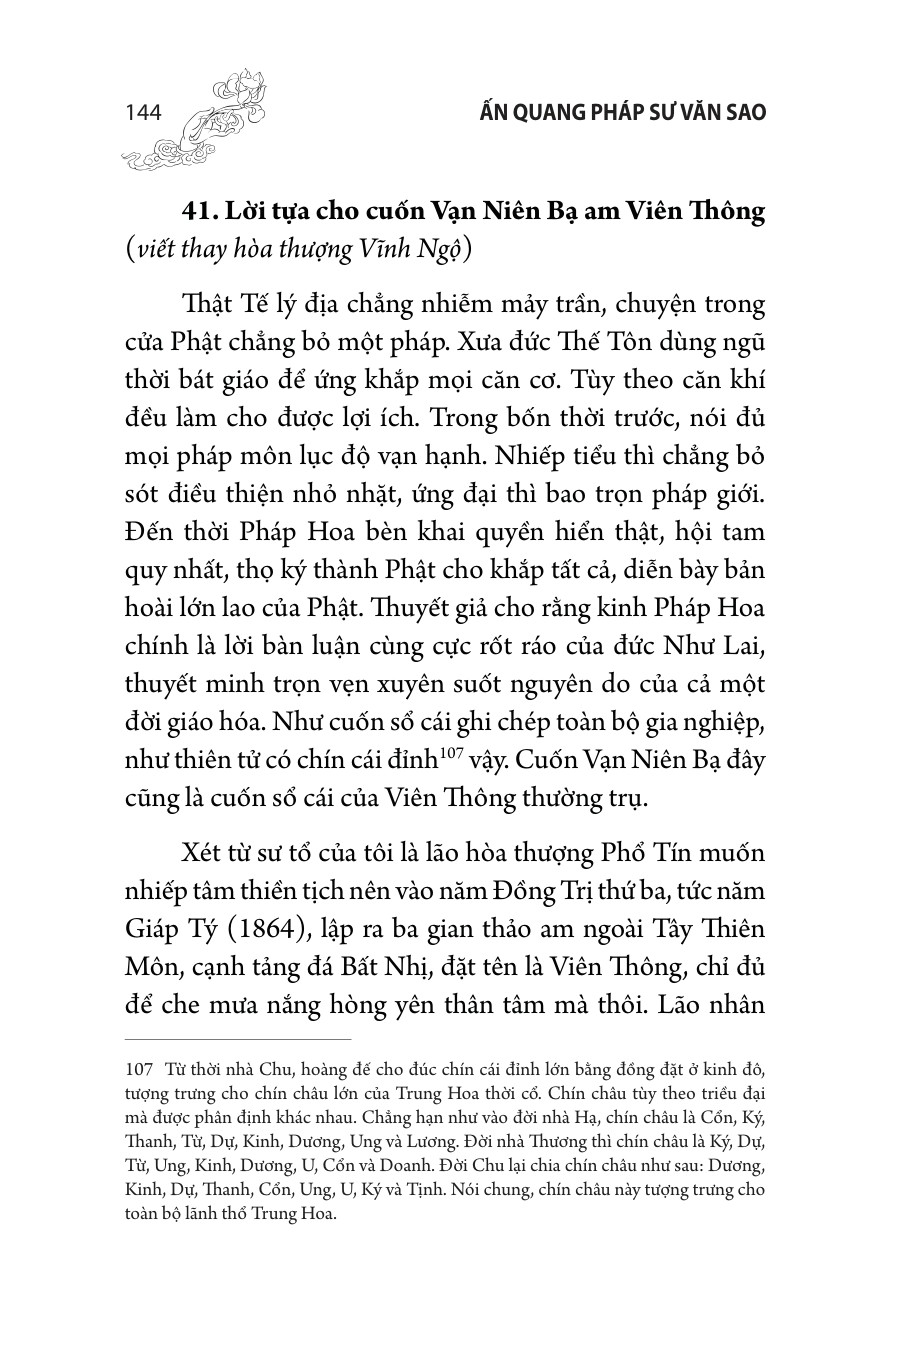 144
ẤN QUANG PHÁP SƯ VĂN SAO
41. Lời tựa cho cuốn Vạn Niên Bạ am Viên Thông
(viết thay hòa thượng Vĩnh Ngộ)
Thật Tế lý địa chẳng nhiễm mảy trần, chuyện trong
cửa Phật chẳng bỏ một pháp. Xưa đức Thế Tôn dùng ngũ
thời bát giáo để ứng khắp mọi căn cơ. Tùy theo căn khí
đều làm cho được lợi ích. Trong bốn thời trước, nói đủ
mọi pháp môn lục độ vạn hạnh. Nhiếp tiểu thì chẳng bỏ
sót điều thiện nhỏ nhặt, ứng đại thì bao trọn pháp giới.
Đến thời Pháp Hoa bèn khai quyền hiển thật, hội tam
quy nhất, thọ ký thành Phật cho khắp tất cả, diễn bày bản
hoài lớn lao của Phật. Thuyết giả cho rằng kinh Pháp Hoa
chính là lời bàn luận cùng cực rốt ráo của đức Như Lai,
thuyết minh trọn vẹn xuyên suốt nguyên do của cả một
đời giáo hóa. Như cuốn sổ cái ghi chép toàn bộ gia nghiệp,
như thiên tử có chín cái đỉnh107 vậy. Cuốn Vạn Niên Bạ đây
cũng là cuốn sổ cái của Viên Thông thường trụ.
Xét từ sư tổ của tôi là lão hòa thượng Phổ Tín muốn
nhiếp tâm thiền tịch nên vào năm Đồng Trị thứ ba, tức năm
Giáp Tý (1864), lập ra ba gian thảo am ngoài Tây Thiên
Môn, cạnh tảng đá Bất Nhị, đặt tên là Viên Thông, chỉ đủ
để che mưa nắng hòng yên thân tâm mà thôi. Lão nhân
107 Từ thời nhà Chu, hoàng đế cho đúc chín cái đỉnh lớn bằng đồng đặt ở kinh đô,
tượng trưng cho chín châu lớn của Trung Hoa thời cổ. Chín châu tùy theo triều đại
mà được phân định khác nhau. Chẳng hạn như vào đời nhà Hạ, chín châu là Cổn, Ký,
Thanh, Từ, Dự, Kinh, Dương, Ung và Lương. Đời nhà Thương thì chín châu là Ký, Dự,
Từ, Ung, Kinh, Dương, U, Cổn và Doanh. Đời Chu lại chia chín châu như sau: Dương,
Kinh, Dự, Thanh, Cổn, Ung, U, Ký và Tịnh. Nói chung, chín châu này tượng trưng cho
toàn bộ lãnh thổ Trung Hoa.